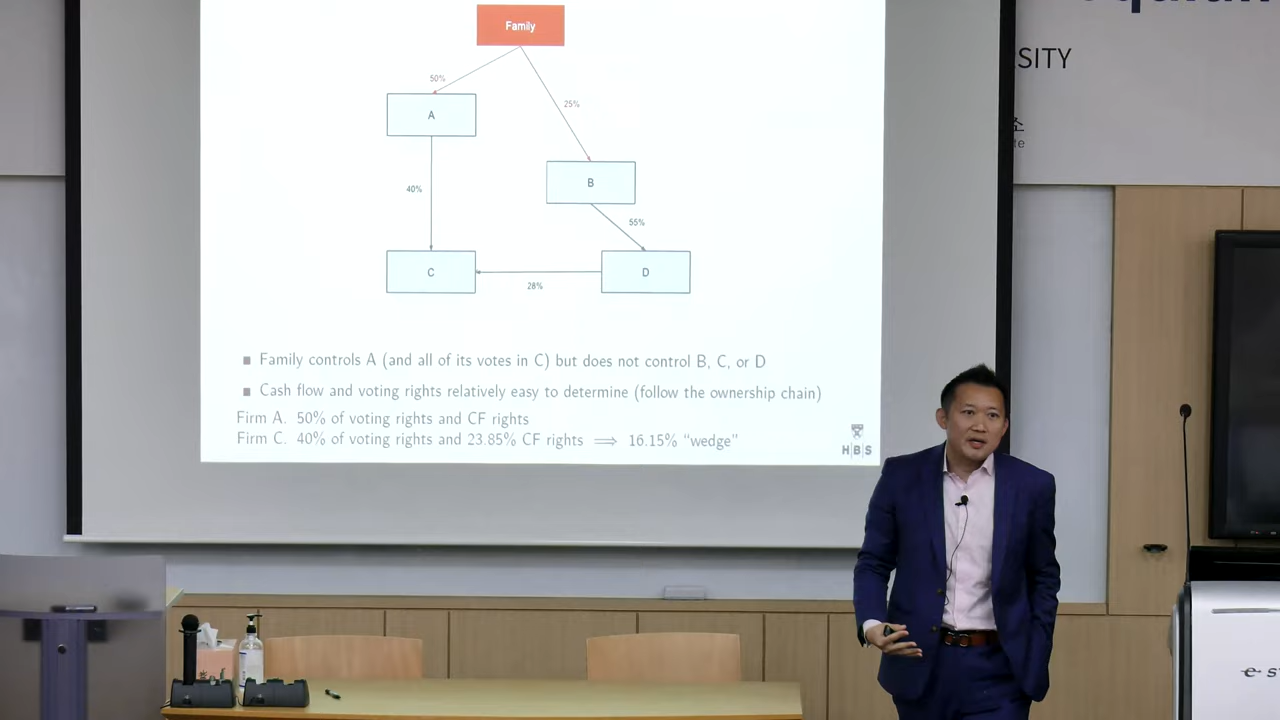 Family
SITY
50%
25%
A
소
te
B
40%
55%
C
D
28%
■ Family controls A (and all of its votes in C) but does not control B, C, or D
■ Cash flow and voting rights relatively easy to determine (follow the ownership chain)
Firm A. 50% of voting rights and CF rights
Firm C. 40% of voting rights and 23.85% CF rights ⟹ 16.15% "wedge"
H|B|S